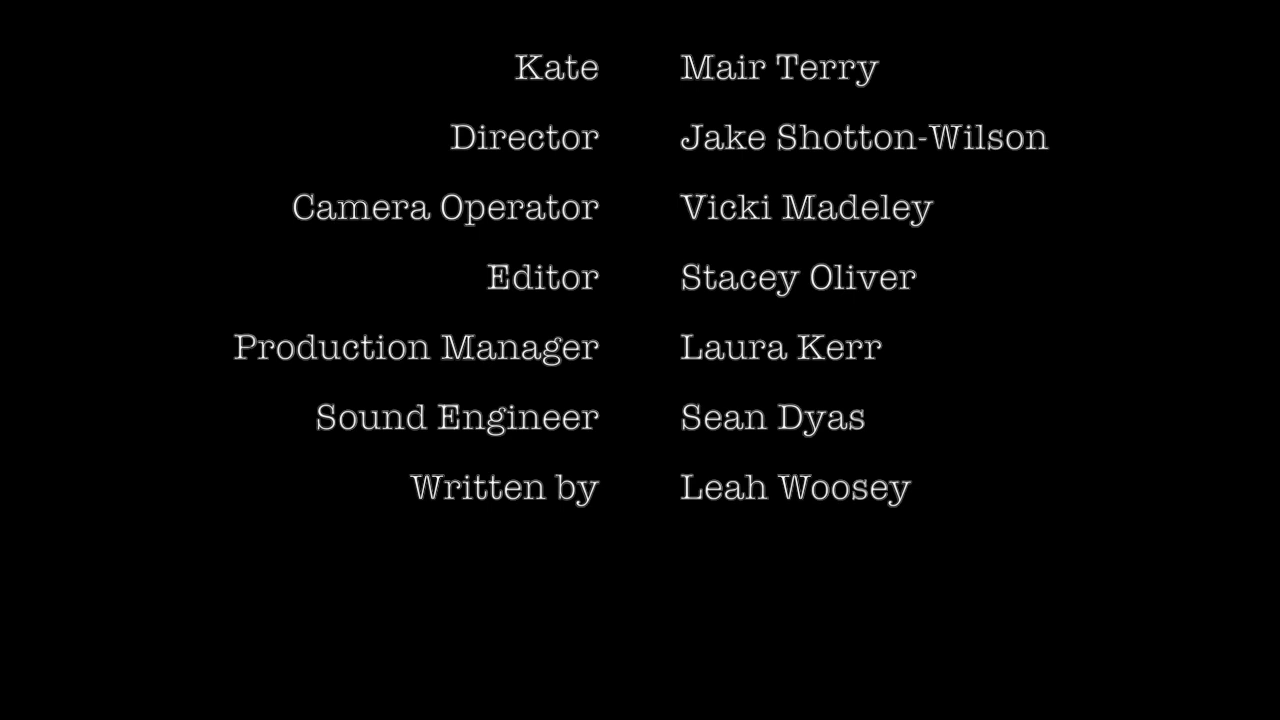 Kate Mair Terry
Director Jake Shotton-Wilson
Camera Operator Vicki Madeley
Editor Stacey Oliver
Production Manager Laura Kerr
Sound Engineer Sean Dyas
Written by Leah Woosey